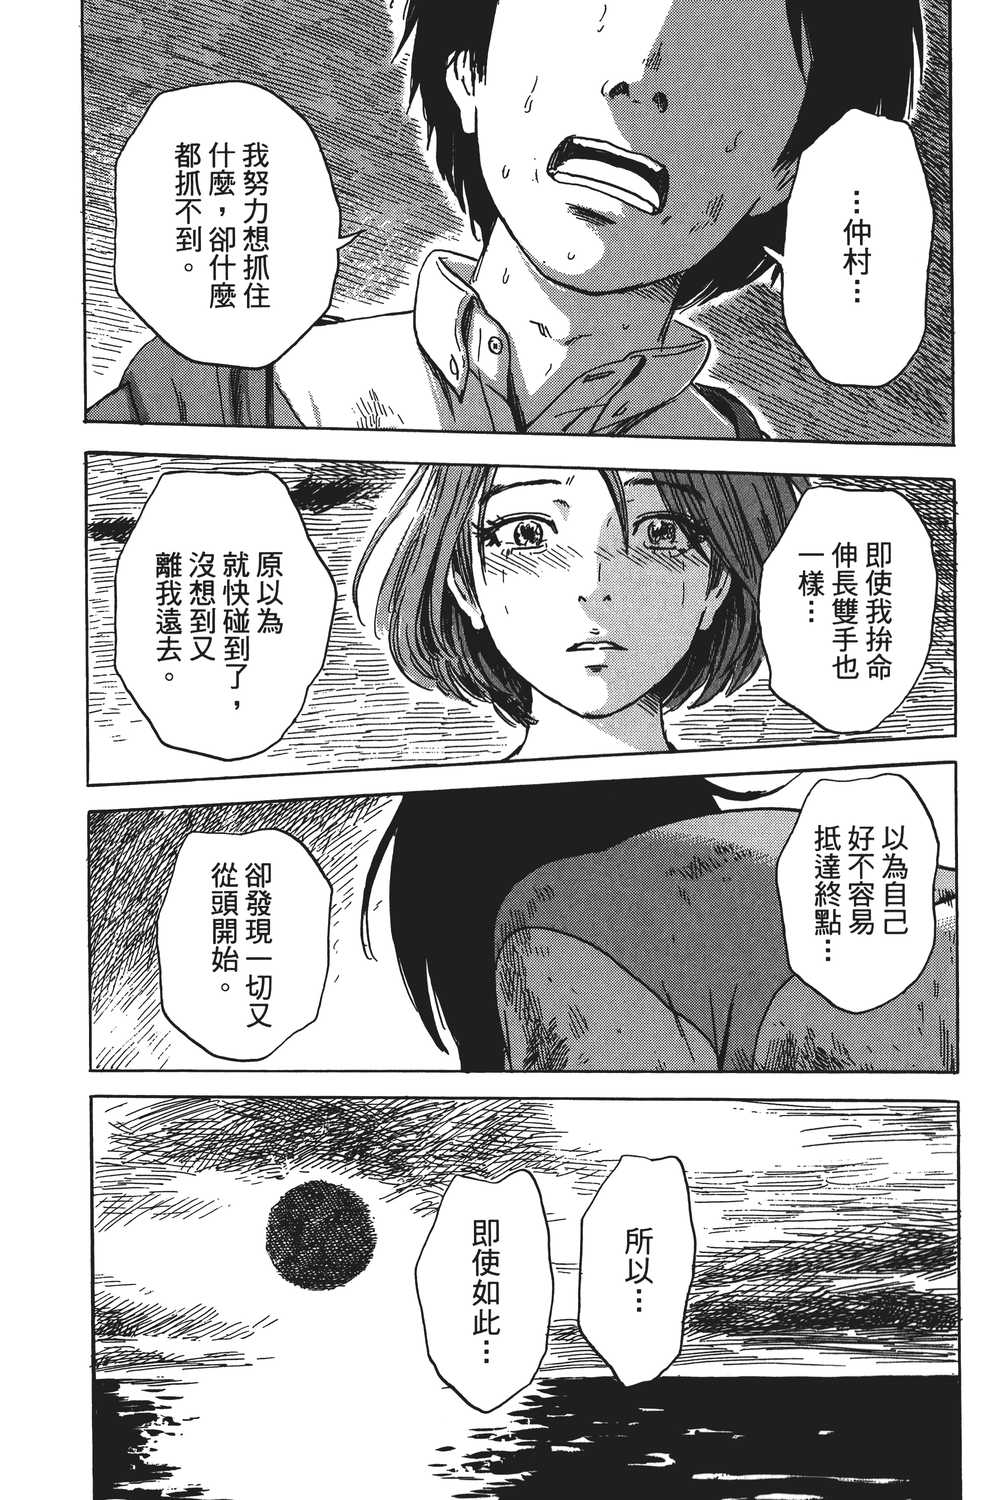 …仲村…
我努力想抓住
什麼，卻什麼
都抓不到。
即使我拚命
伸長雙手也
一樣…
原以為
就快碰到了，
沒想到又
離我遠去。
以為自己
好不容易
抵達終點…
卻發現一切又
從頭開始。
所以…
即使如此…